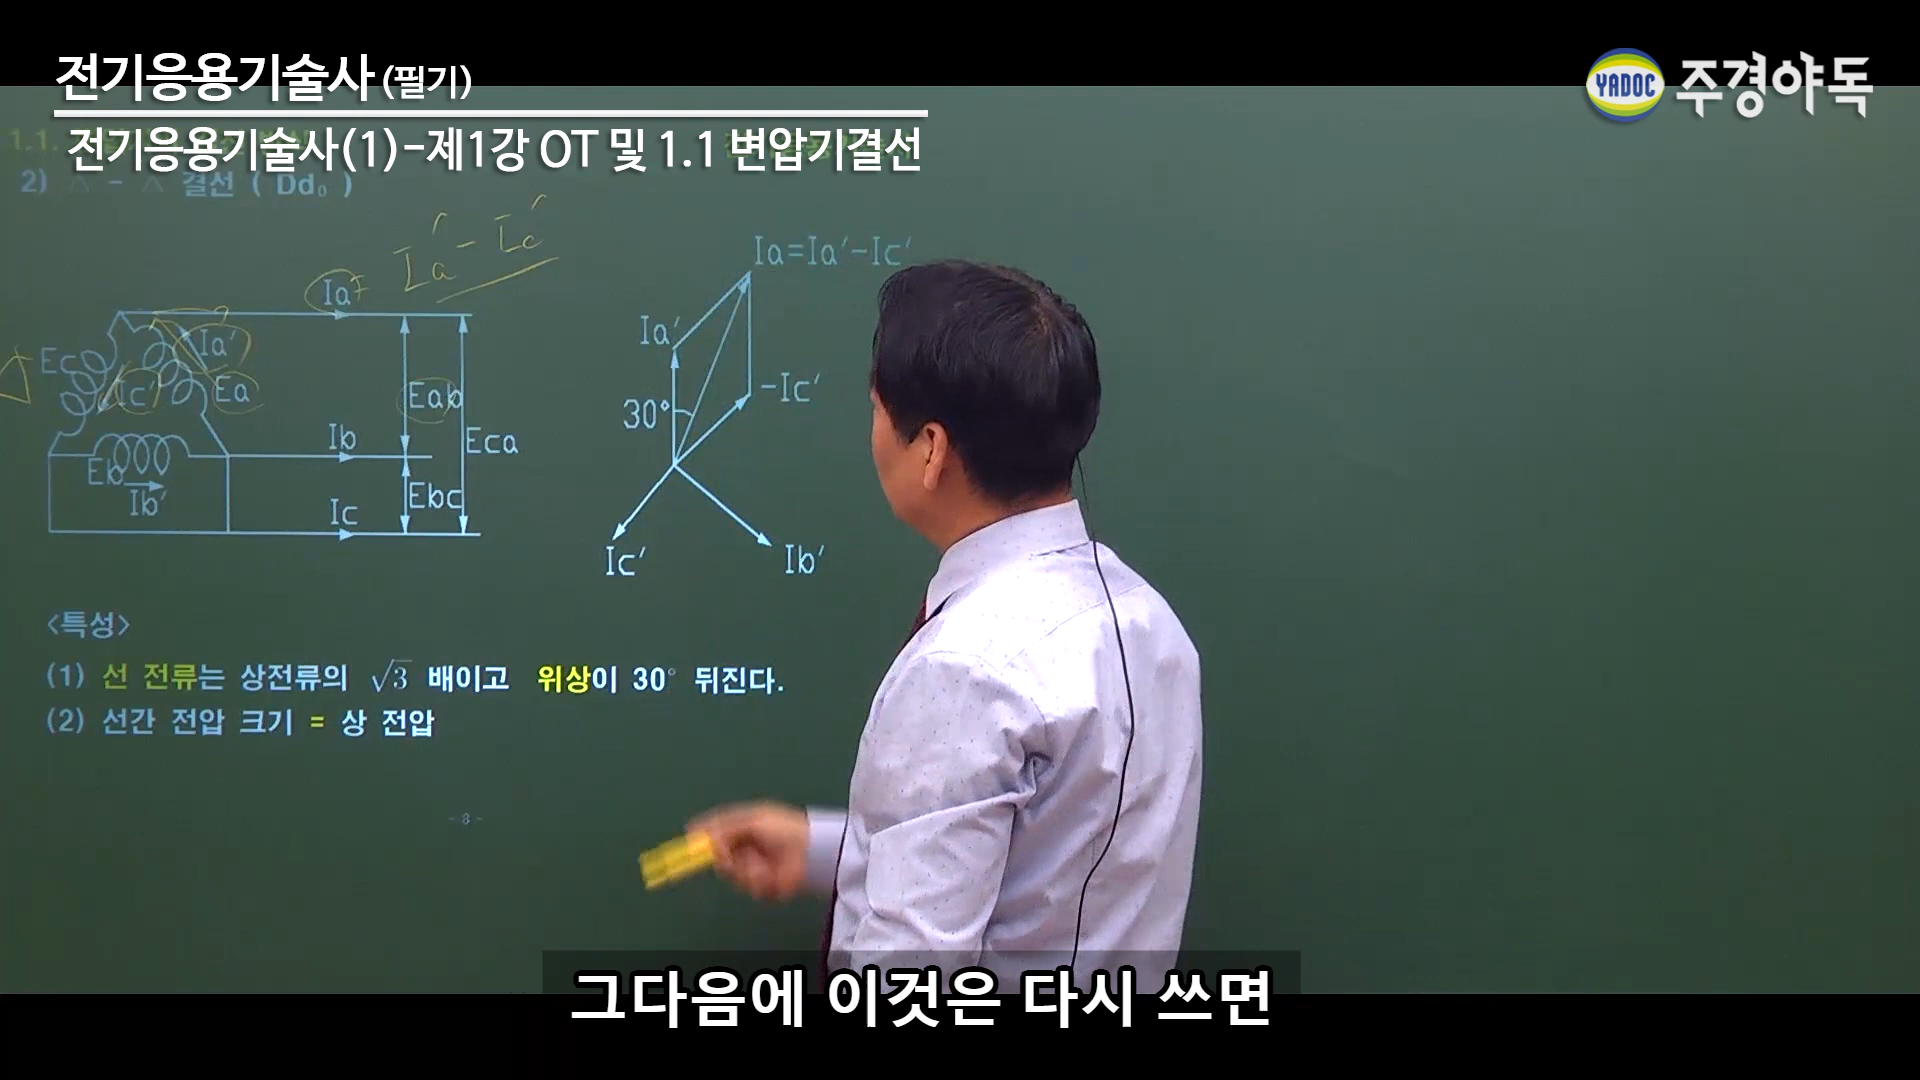 전기응용기술사 (필기)
YADOC 주경야독
전기응용기술사(1)-제1강 OT 및 1.1 변압기결선
1.1.
2) △ - △ 결선 ( Dd₀ )
Ia' - Ic'
Ia=Ia'-Ic'
Ia
Ia'
Ec
Ia'
Ic'
Ea
Eab
-Ic'
30°
Ib
Eca
Eb
Ib'
Ebc
Ic
Ic'
Ib'
<특성>
(1) 선 전류는 상전류의 √3 배이고 위상이 30° 뒤진다.
(2) 선간 전압 크기 = 상 전압
- 8 -
그다음에 이것은 다시 쓰면